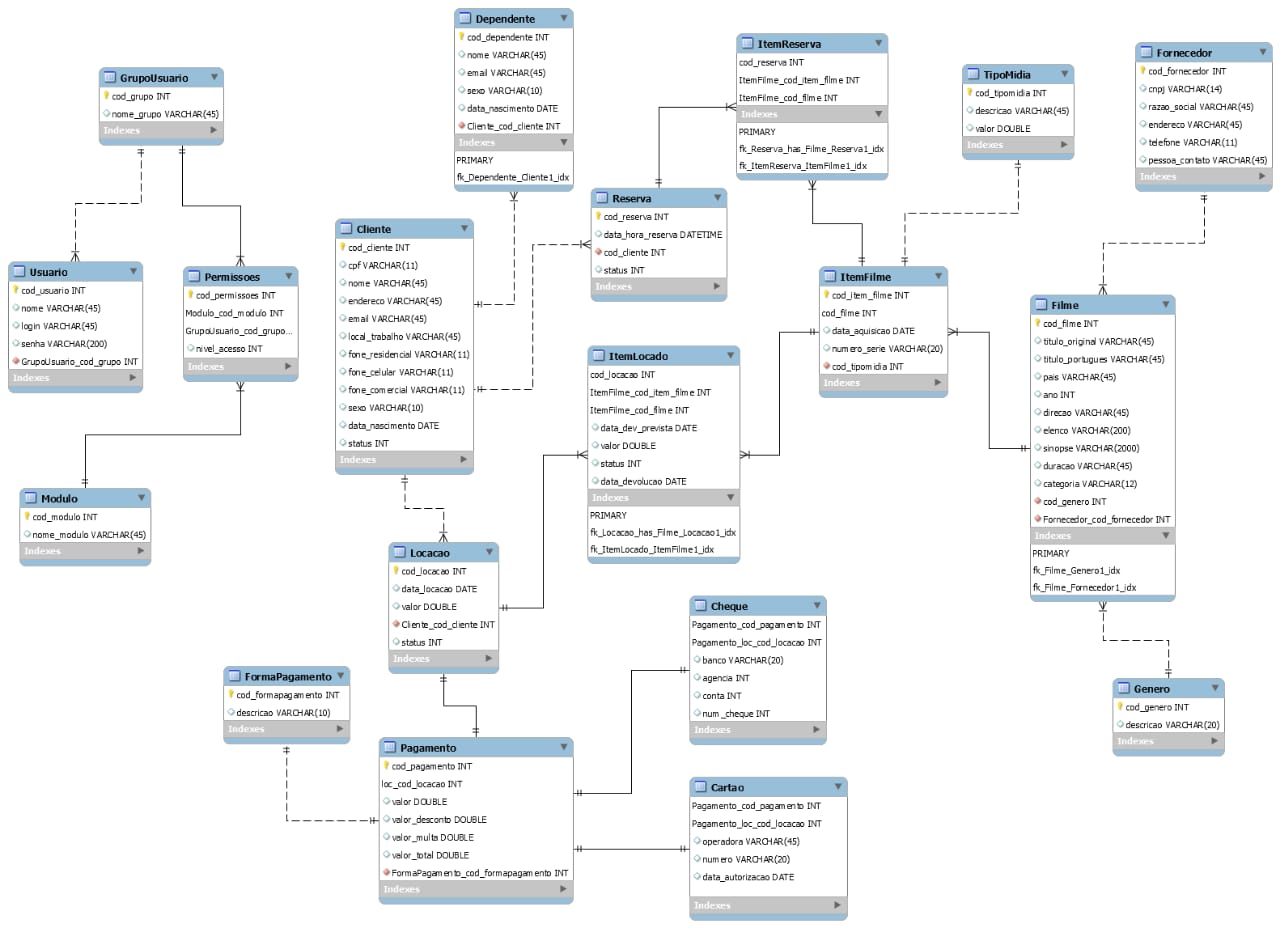 Dependente
cod_dependente INT
nome VARCHAR(45)
email VARCHAR(45)
sexo VARCHAR(10)
data_nascimento DATE
Cliente_cod_cliente INT
Indexes
PRIMARY
fk_Dependente_Cliente1_idx
ItemReserva
cod_reserva INT
ItemFilme_cod_item_filme INT
ItemFilme_cod_filme INT
Indexes
PRIMARY
fk_Reserva_has_Filme_Reserva1_idx
fk_ItemReserva_ItemFilme1_idx
Fornecedor
cod_fornecedor INT
cnpj VARCHAR(14)
razao_social VARCHAR(45)
endereco VARCHAR(45)
telefone VARCHAR(11)
pessoa_contato VARCHAR(45)
Indexes
TipoMidia
cod_tipomidia INT
descricao VARCHAR(45)
valor DOUBLE
Indexes
GrupoUsuario
cod_grupo INT
nome_grupo VARCHAR(45)
Indexes
Reserva
cod_reserva INT
data_hora_reserva DATETIME
cod_cliente INT
status INT
Indexes
Cliente
cod_cliente INT
cpf VARCHAR(11)
nome VARCHAR(45)
endereco VARCHAR(45)
email VARCHAR(45)
local_trabalho VARCHAR(45)
fone_residencial VARCHAR(11)
fone_celular VARCHAR(11)
fone_comercial VARCHAR(11)
sexo VARCHAR(10)
data_nascimento DATE
status INT
Indexes
Usuario
cod_usuario INT
nome VARCHAR(45)
login VARCHAR(45)
senha VARCHAR(200)
GrupoUsuario_cod_grupo INT
Indexes
Permissoes
cod_permissoes INT
Modulo_cod_modulo INT
GrupoUsuario_cod_grupo...
nivel_acesso INT
Indexes
ItemFilme
cod_item_filme INT
cod_filme INT
data_aquisicao DATE
numero_serie VARCHAR(20)
cod_tipomidia INT
Indexes
Filme
cod_filme INT
titulo_original VARCHAR(45)
titulo_portugues VARCHAR(45)
pais VARCHAR(45)
ano INT
direcao VARCHAR(45)
elenco VARCHAR(200)
sinopse VARCHAR(2000)
duracao VARCHAR(45)
categoria VARCHAR(12)
cod_genero INT
Fornecedor_cod_fornecedor INT
Indexes
PRIMARY
fk_Filme_Genero1_idx
fk_Filme_Fornecedor1_idx
ItemLocado
cod_locacao INT
ItemFilme_cod_item_filme INT
ItemFilme_cod_filme INT
data_dev_prevista DATE
valor DOUBLE
status INT
data_devolucao DATE
Indexes
PRIMARY
fk_Locacao_has_Filme_Locacao1_idx
fk_ItemLocado_ItemFilme1_idx
Modulo
cod_modulo INT
nome_modulo VARCHAR(45)
Indexes
Locacao
cod_locacao INT
data_locacao DATE
valor DOUBLE
Cliente_cod_cliente INT
status INT
Indexes
Cheque
Pagamento_cod_pagamento INT
Pagamento_loc_cod_locacao INT
banco VARCHAR(20)
agencia INT
conta INT
num_cheque INT
Indexes
FormaPagamento
cod_formapagamento INT
descricao VARCHAR(10)
Indexes
Genero
cod_genero INT
descricao VARCHAR(20)
Indexes
Pagamento
cod_pagamento INT
loc_cod_locacao INT
valor DOUBLE
valor_desconto DOUBLE
valor_multa DOUBLE
valor_total DOUBLE
FormaPagamento_cod_formapagamento INT
Indexes
Cartao
Pagamento_cod_pagamento INT
Pagamento_loc_cod_locacao INT
operadora VARCHAR(45)
numero VARCHAR(20)
data_autorizacao DATE
Indexes